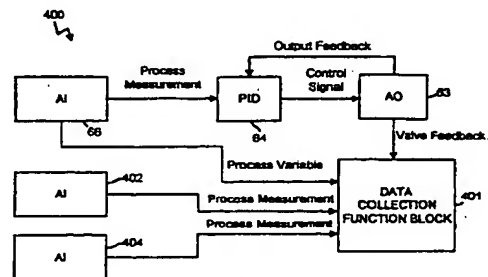 400
Output Feedback
Process
Measurement
Control
Signal
AI
PID
AO
66
64
63
Valve Feedback
Process Variable
AI
402
Process Measurement
DATA
COLLECTION
FUNCTION BLOCK
401
Process Measurement
AI
404